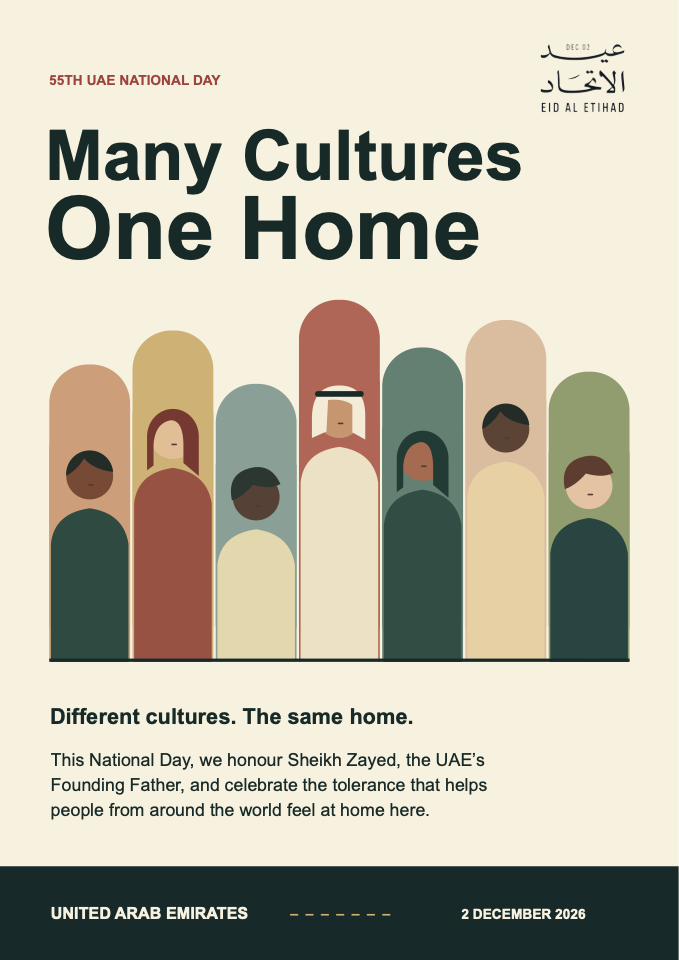 55TH UAE NATIONAL DAY
DEC 02
عيد
الاتحاد
EID AL ETIHAD
Many Cultures
One Home
Different cultures. The same home.
This National Day, we honour Sheikh Zayed, the UAE’s
Founding Father, and celebrate the tolerance that helps
people from around the world feel at home here.
UNITED ARAB EMIRATES
2 DECEMBER 2026